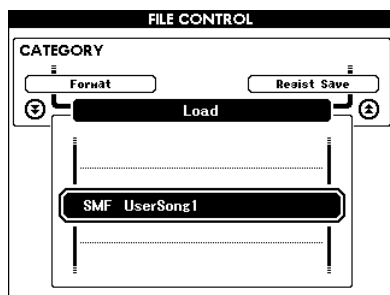 FILE CONTROL
CATEGORY
Format
Regist Save
Load
SMF UserSong1